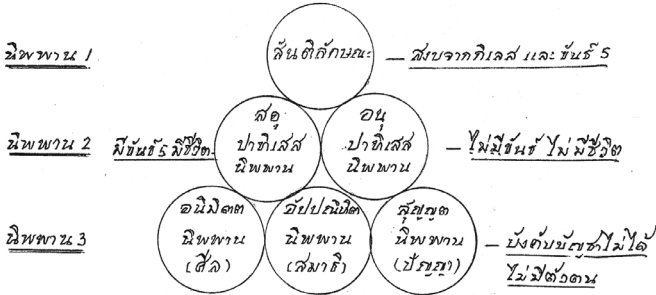 นิพพาน 1 สันติลักษณะ — สงบจากกิเลส และ ขันธ์ 5
นิพพาน 2 มีขันธ์ 5 มีชีวิต สอุ ปาทิเสส นิพพาน อนุ ปาทิเสส นิพพาน — ไม่มีขันธ์ ไม่มีชีวิต
นิพพาน 3 อนิมิตต นิพพาน (ศีล) อัปปณิหิต นิพพาน (สมาธิ) สุญญต นิพพาน (ปัญญา) — บังคับบัญชาไม่ได้
ไม่มีตัวตน